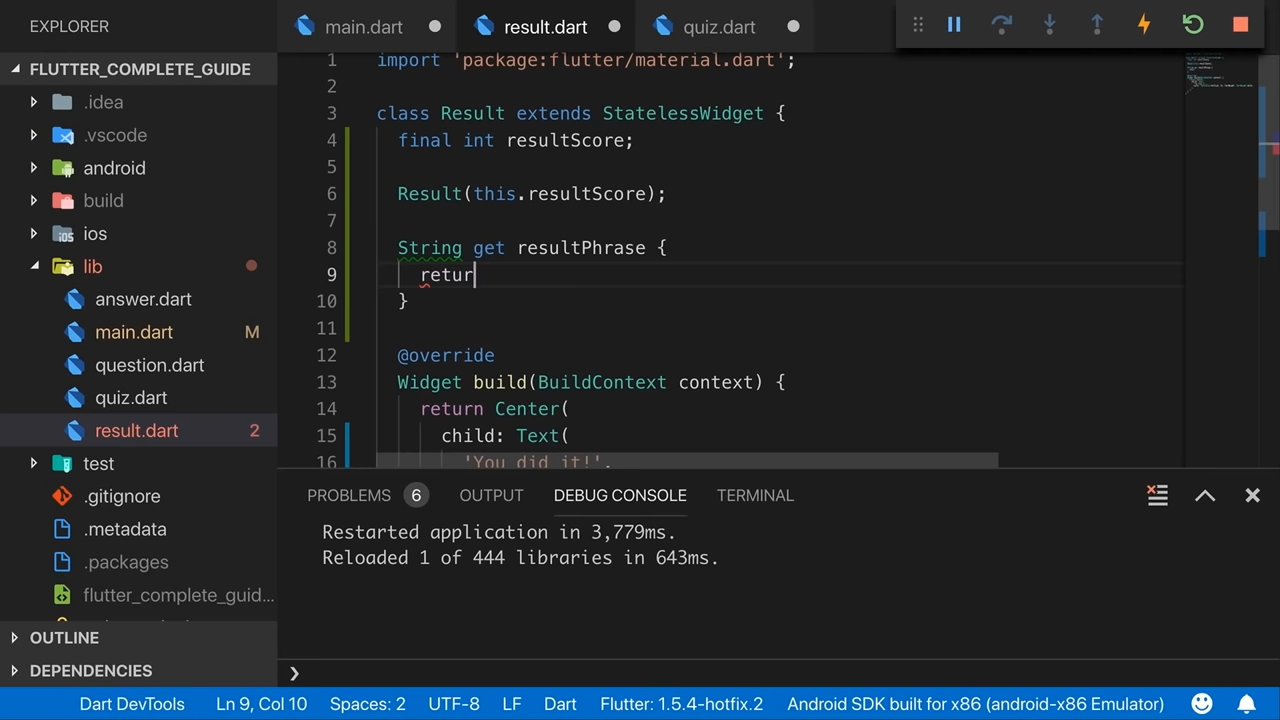 EXPLORER
main.dart
result.dart
quiz.dart
FLUTTER_COMPLETE_GUIDE
.idea
.vscode
android
build
ios
lib
answer.dart
main.dart M
question.dart
quiz.dart
result.dart 2
test
.gitignore
.metadata
.packages
flutter_complete_guid...
OUTLINE
DEPENDENCIES
1 import 'package:flutter/material.dart';
2
3 class Result extends StatelessWidget {
4 final int resultScore;
5
6 Result(this.resultScore);
7
8 String get resultPhrase {
9 retur
10 }
11
12 @override
13 Widget build(BuildContext context) {
14 return Center(
15 child: Text(
16 'You did it!',
PROBLEMS 6 OUTPUT DEBUG CONSOLE TERMINAL
Restarted application in 3,779ms.
Reloaded 1 of 444 libraries in 643ms.
Dart DevTools Ln 9, Col 10 Spaces: 2 UTF-8 LF Dart Flutter: 1.5.4-hotfix.2 Android SDK built for x86 (android-x86 Emulator)